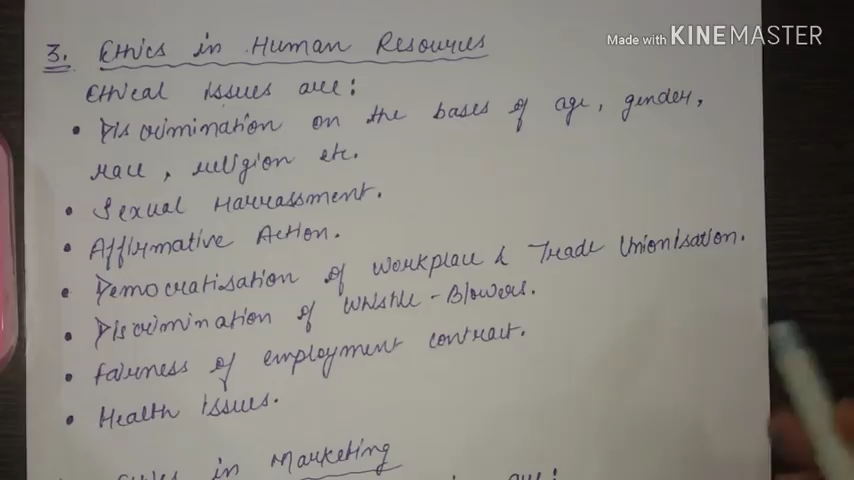 Made with KINEMASTER
3. Ethics in Human Resources
Ethical issues are:
• Discrimination on the bases of age, gender,
race, religion etc.
• Sexual Harrassment.
• Affirmative Action.
• Democratisation of workplace & Trade Unionisation.
• Discrimination of Whistle-Blowers.
• Fairness of employment contract.
• Health Issues.
Ethics in Marketing
are: